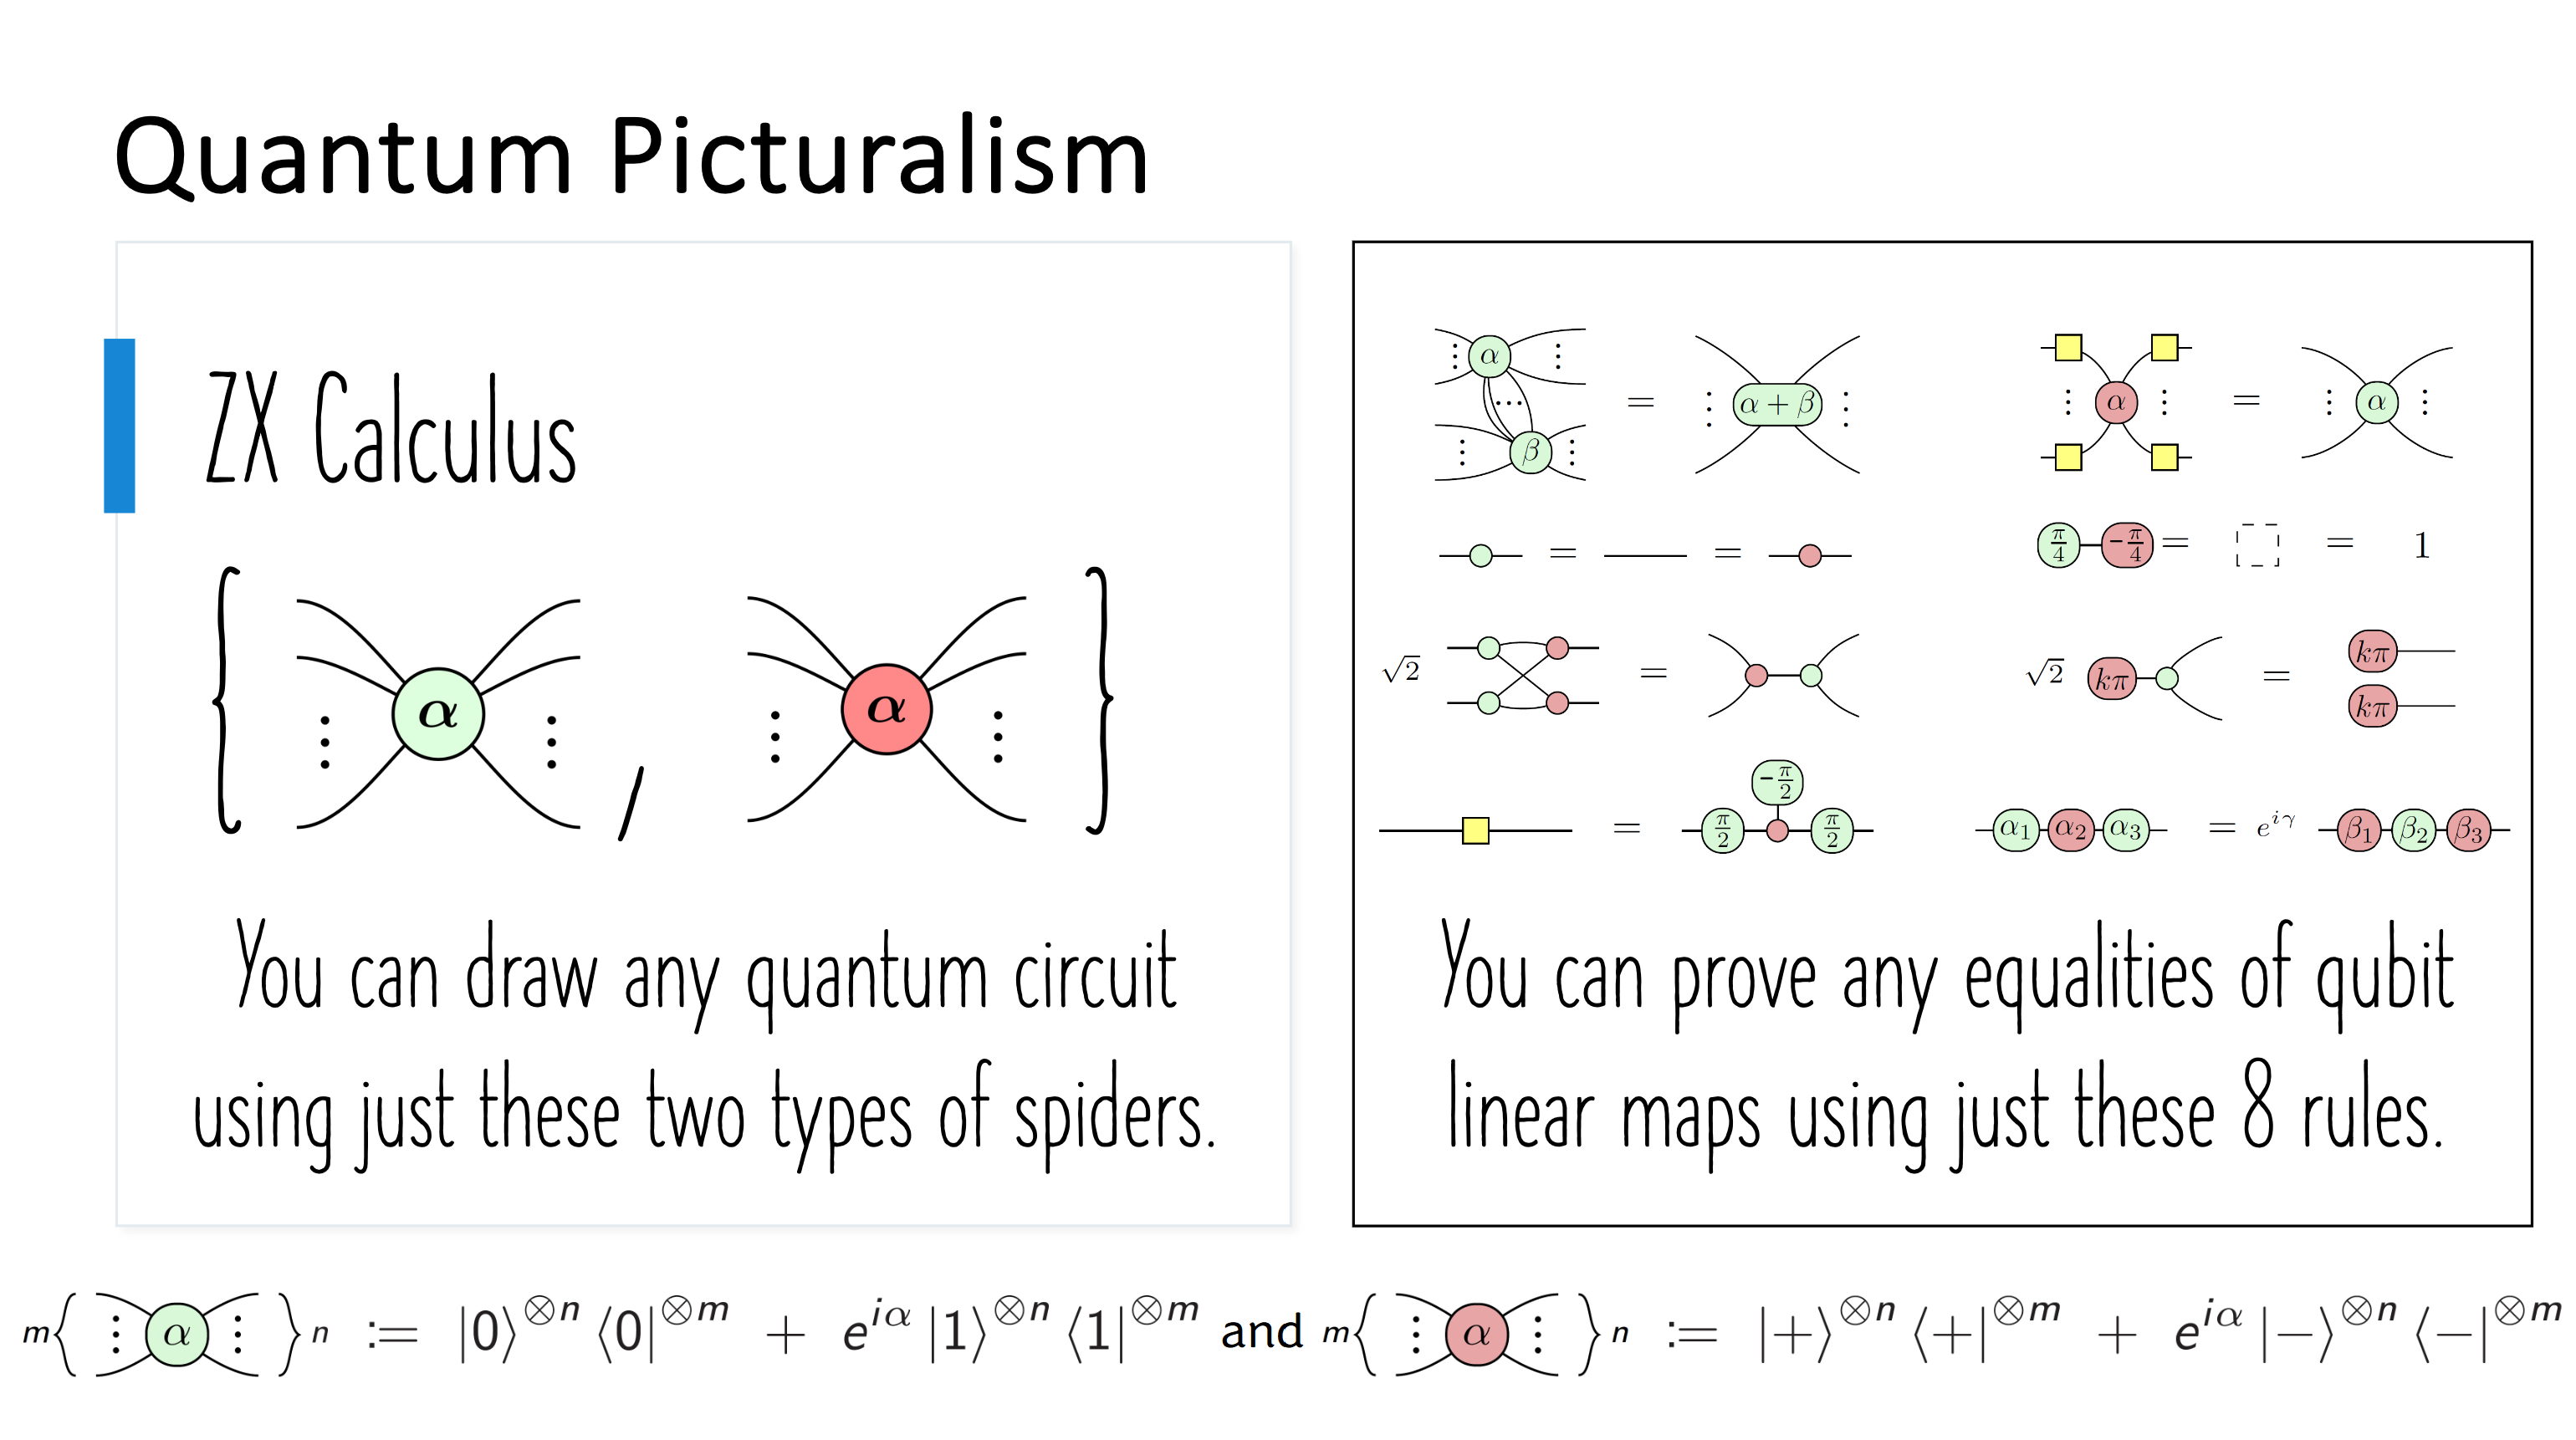 Quantum Picturalism
ZX Calculus
{ α , α }
You can draw any quantum circuit
using just these two types of spiders.
α β = α + β
α = α
= =
π/4 −π/4 = = 1
√2 =
√2 kπ = kπ kπ
= π/2 −π/2 π/2
α₁ α₂ α₃ = e^{iγ} β₁ β₂ β₃
You can prove any equalities of qubit
linear maps using just these 8 rules.
m{ ⋮ α ⋮ }n := |0⟩^{⊗n} ⟨0|^{⊗m} + e^{iα} |1⟩^{⊗n} ⟨1|^{⊗m} and m{ ⋮ α ⋮ }n := |+⟩^{⊗n} ⟨+|^{⊗m} + e^{iα} |−⟩^{⊗n} ⟨−|^{⊗m}